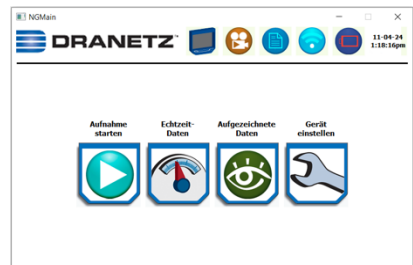 NGMain
DRANETZ
11-04-24
1:18:16pm
Aufnahme
starten
Echtzeit-
Daten
Aufgezeichnete
Daten
Gerät
einstellen